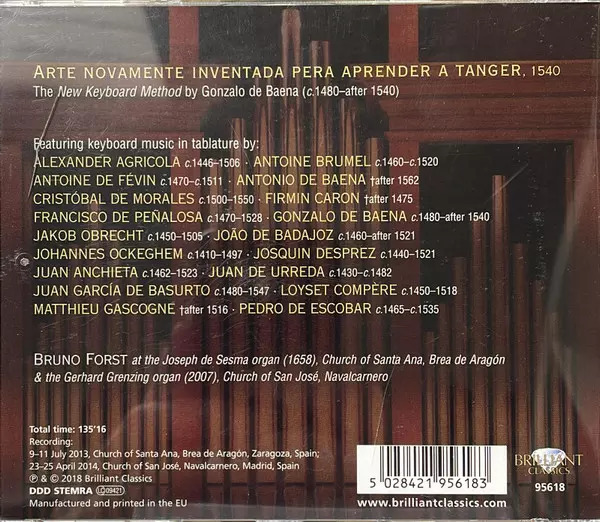 ARTE NOVAMENTE INVENTADA PERA APRENDER A TANGER, 1540
The New Keyboard Method by Gonzalo de Baena (c.1480–after 1540)
Featuring keyboard music in tablature by:
ALEXANDER AGRICOLA c.1446–1506 · ANTOINE BRUMEL c.1460–c.1520
ANTOINE DE FÉVIN c.1470–c.1511 · ANTONIO DE BAENA †after 1562
CRISTÓBAL DE MORALES c.1500–1550 · FIRMIN CARON †after 1475
FRANCISCO DE PEÑALOSA c.1470–1528 · GONZALO DE BAENA c.1480–after 1540
JAKOB OBRECHT c.1450–1505 · JOÃO DE BADAJOZ c.1460–after 1521
JOHANNES OCKEGHEM c.1410–1497 · JOSQUIN DESPREZ c.1440–1521
JUAN ANCHIETA c.1462–1523 · JUAN DE URREDA c.1430–c.1482
JUAN GARCÍA DE BASURTO c.1480–1547 · LOYSET COMPÈRE c.1450–1518
MATTHIEU GASCOGNE †after 1516 · PEDRO DE ESCOBAR c.1465–c.1535
BRUNO FORST at the Joseph de Sesma organ (1658), Church of Santa Ana, Brea de Aragón
& the Gerhard Grenzing organ (2007), Church of San José, Navalcarnero
Total time: 135'16
Recording:
9–11 July 2013, Church of Santa Ana, Brea de Aragón, Zaragoza, Spain;
23–25 April 2014, Church of San José, Navalcarnero, Madrid, Spain
℗ & © 2018 Brilliant Classics
DDD STEMRA LC09421
Manufactured and printed in the EU
5 028421 956183
www.brilliantclassics.com
BRILLIANT
CLASSICS
95618